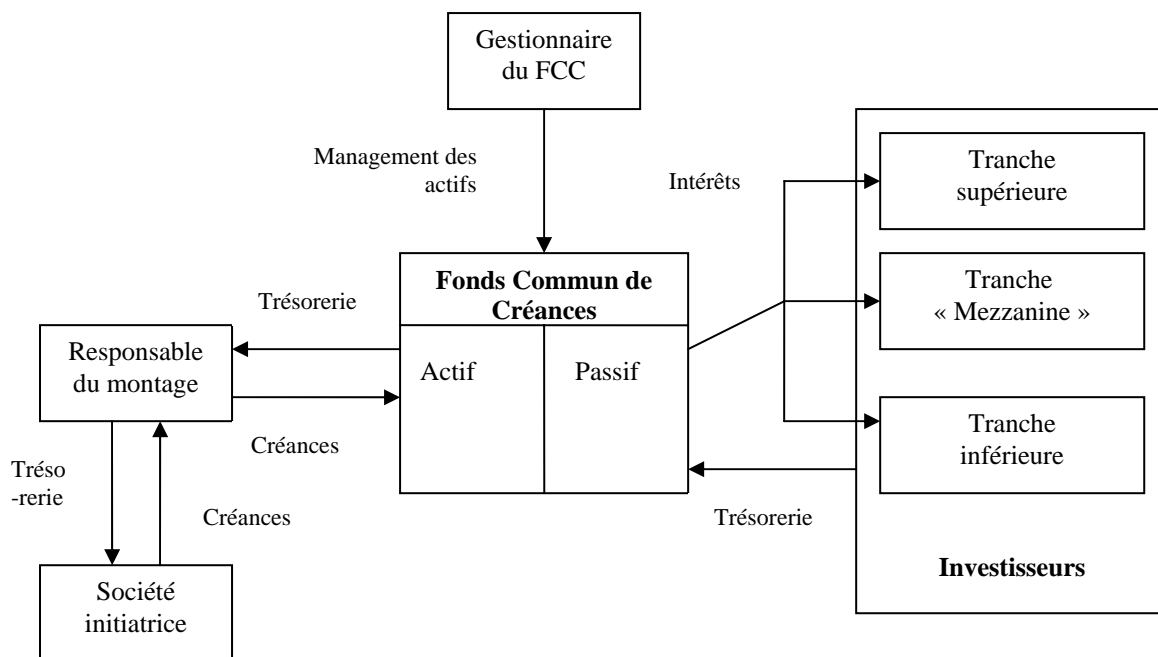 Gestionnaire
du FCC
Management des
actifs
Intérêts
Tranche
supérieure
Fonds Commun de
Créances
Tranche
« Mezzanine »
Trésorerie
Responsable
du montage
Actif
Passif
Créances
Tranche
inférieure
Tréso
-rerie
Créances
Trésorerie
Investisseurs
Société
initiatrice